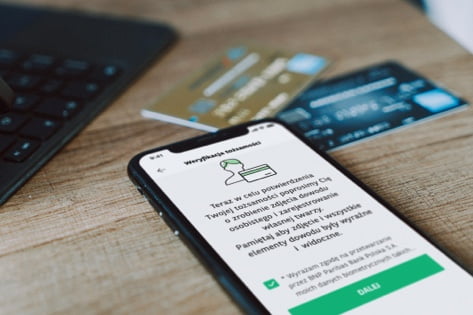 9:41
Weryfikacja tożsamości
Teraz w celu potwierdzenia
Twojej tożsamości poprosimy Cię
o zrobienie zdjęcia dowodu
osobistego i zarejestrowanie
własnej twarzy.
Pamiętaj aby zdjęcie i wszystkie
elementy dowodu były wyraźne
i widoczne.
* Wyrażam zgodę na przetwarzanie
przez BNP Paribas Bank Polska S.A.
moich danych biometrycznych takich...
DALEJ